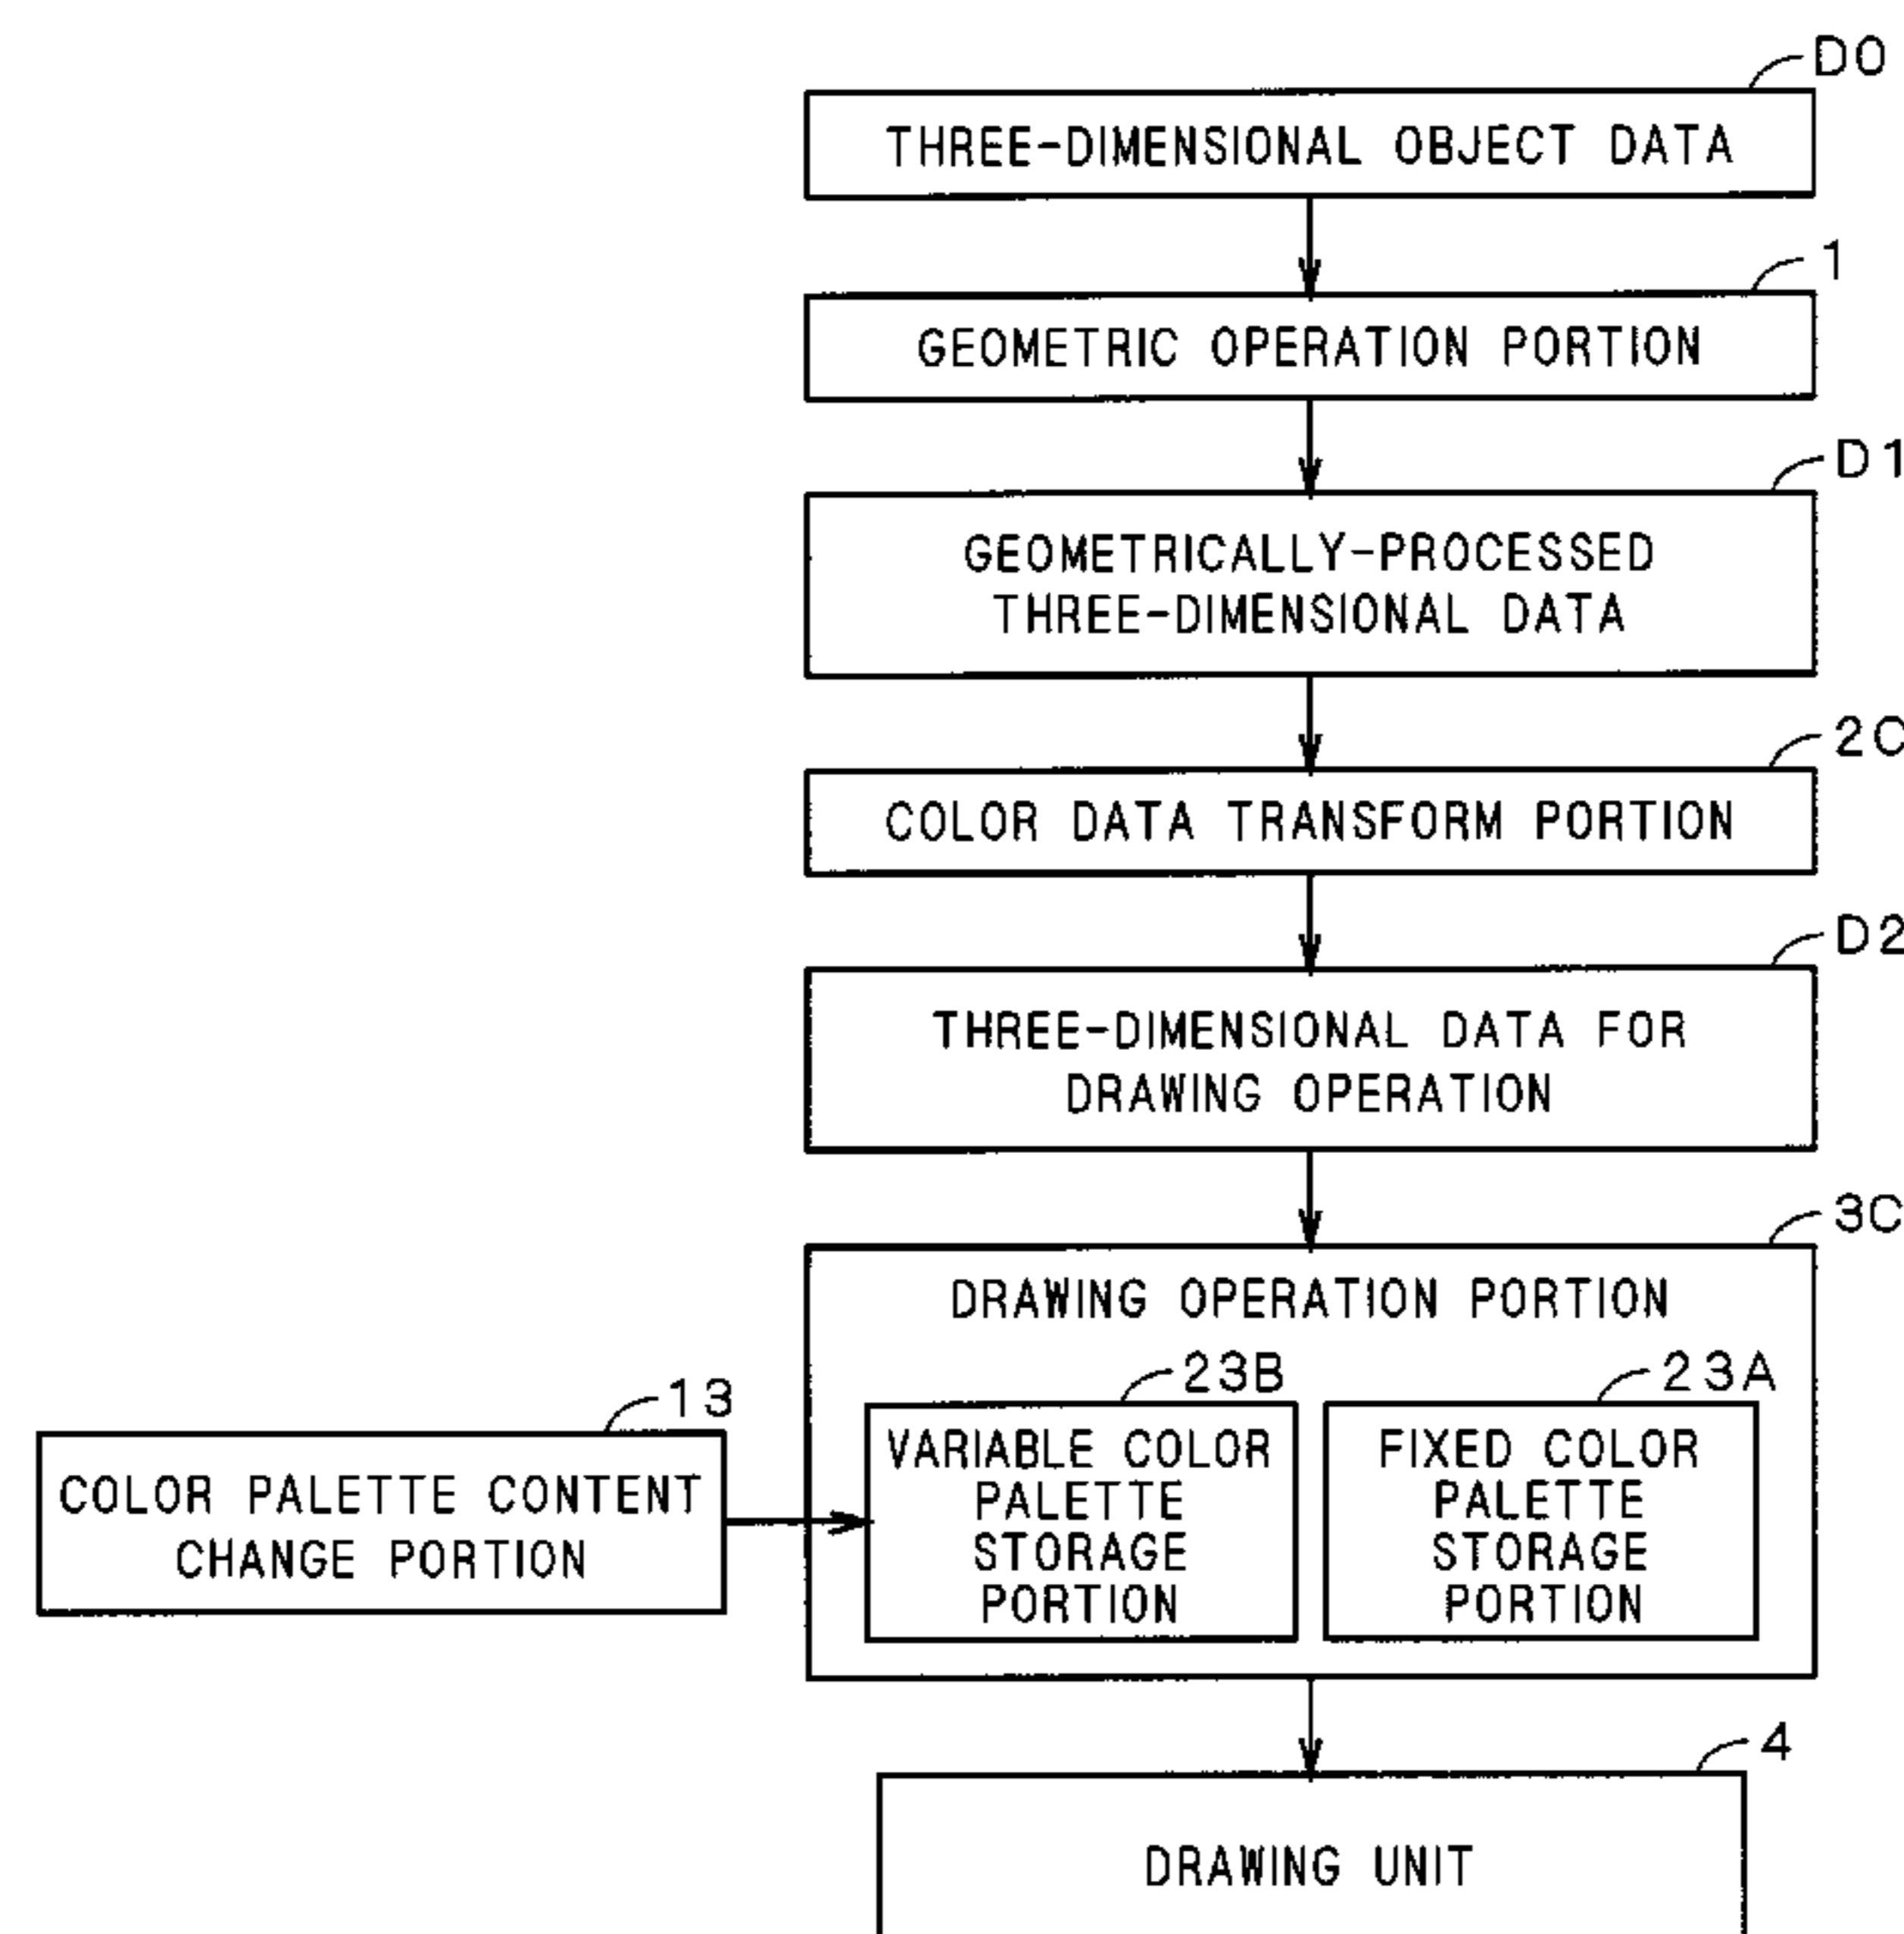 D0
THREE-DIMENSIONAL OBJECT DATA
1
GEOMETRIC OPERATION PORTION
D1
GEOMETRICALLY-PROCESSED
THREE-DIMENSIONAL DATA
2C
COLOR DATA TRANSFORM PORTION
D2
THREE-DIMENSIONAL DATA FOR
DRAWING OPERATION
3C
DRAWING OPERATION PORTION
13
COLOR PALETTE CONTENT
CHANGE PORTION
23B
VARIABLE COLOR
PALETTE
STORAGE
PORTION
23A
FIXED COLOR
PALETTE
STORAGE
PORTION
4
DRAWING UNIT